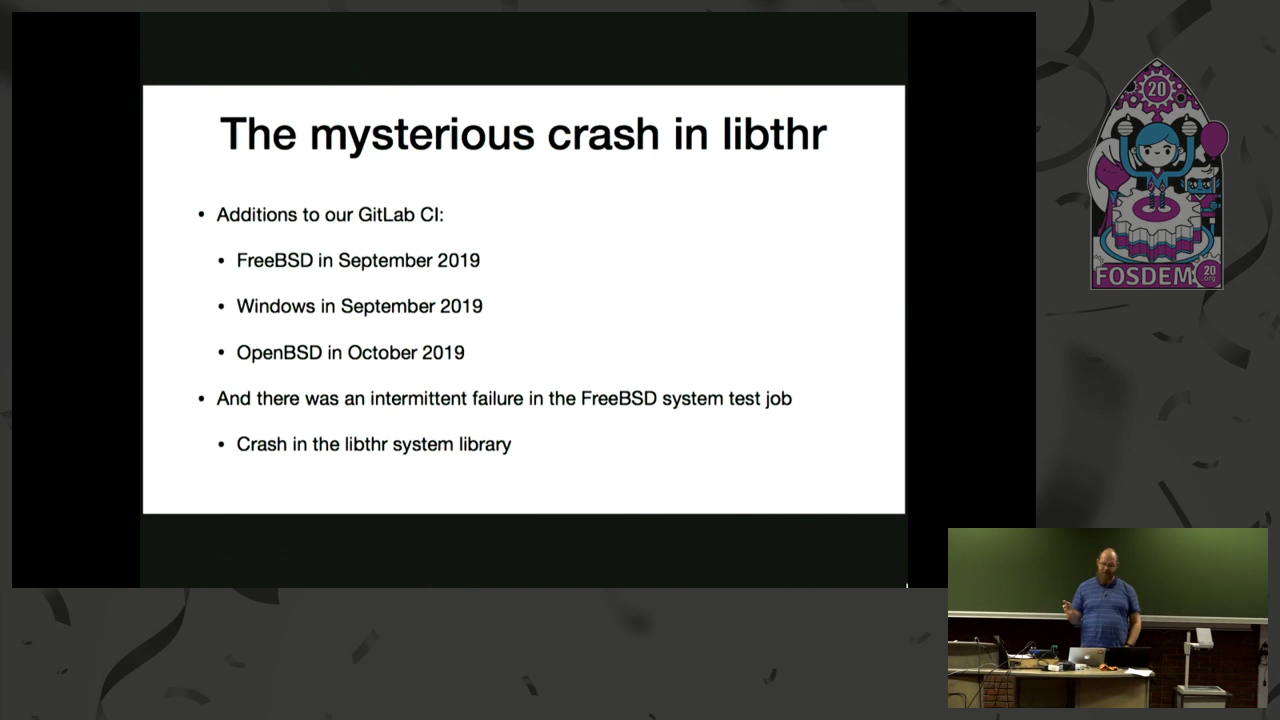 The mysterious crash in libthr
• Additions to our GitLab CI:
• FreeBSD in September 2019
• Windows in September 2019
• OpenBSD in October 2019
• And there was an intermittent failure in the FreeBSD system test job
• Crash in the libthr system library
20
FOSDEM
20
org